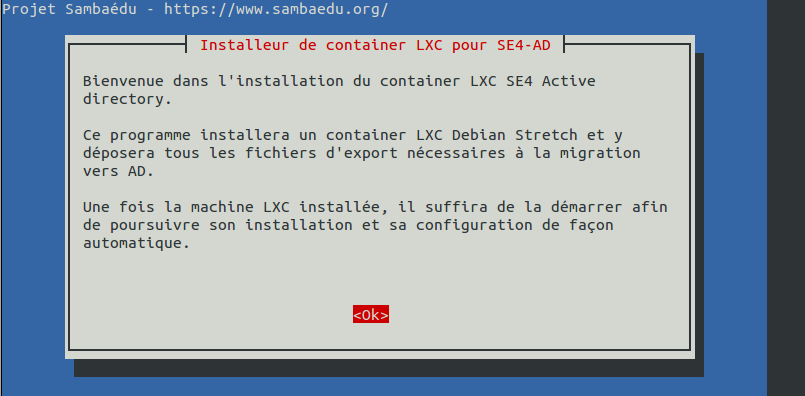 Projet Sambaédu - https://www.sambaedu.org/
Installeur de container LXC pour SE4-AD
Bienvenue dans l'installation du container LXC SE4 Active
directory.
Ce programme installera un container LXC Debian Stretch et y
déposera tous les fichiers d'export nécessaires à la migration
vers AD.
Une fois la machine LXC installée, il suffira de la démarrer afin
de poursuivre son installation et sa configuration de façon
automatique.
<Ok>